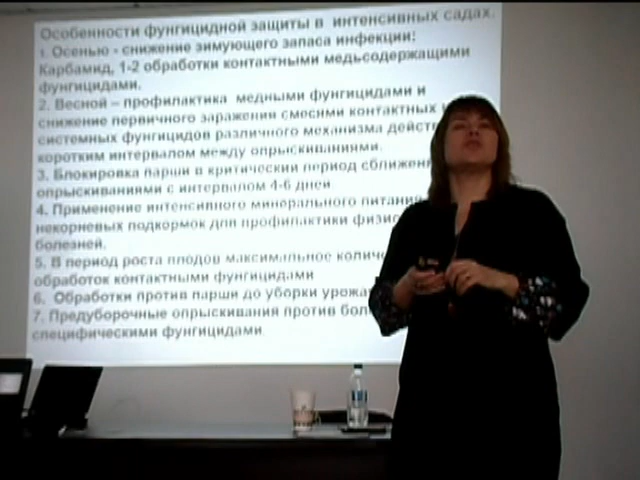 Особенности фунгицидной защиты в интенсивных садах.
1. Осенью - снижение зимующего запаса инфекции:
Карбамид, 1-2 обработки контактными медьсодержащими
фунгицидами.
2. Весной – профилактика медными фунгицидами и
снижение первичного заражения смесями контактных и
системных фунгицидов различного механизма дейст
коротким интервалом между опрыскиваниями.
3. Блокировка парши в критический период сближен
опрыскиваниями с интервалом 4-6 дней
4. Применение интенсивного минерального питания
некорневых подкормок для профилактики физио
болезней.
5. В период роста плодов максимальное количе
обработок контактными фунгицидами
6. Обработки против парши до уборки урожа
7. Предуборочные опрыскивания против бол
специфическими фунгицидами.